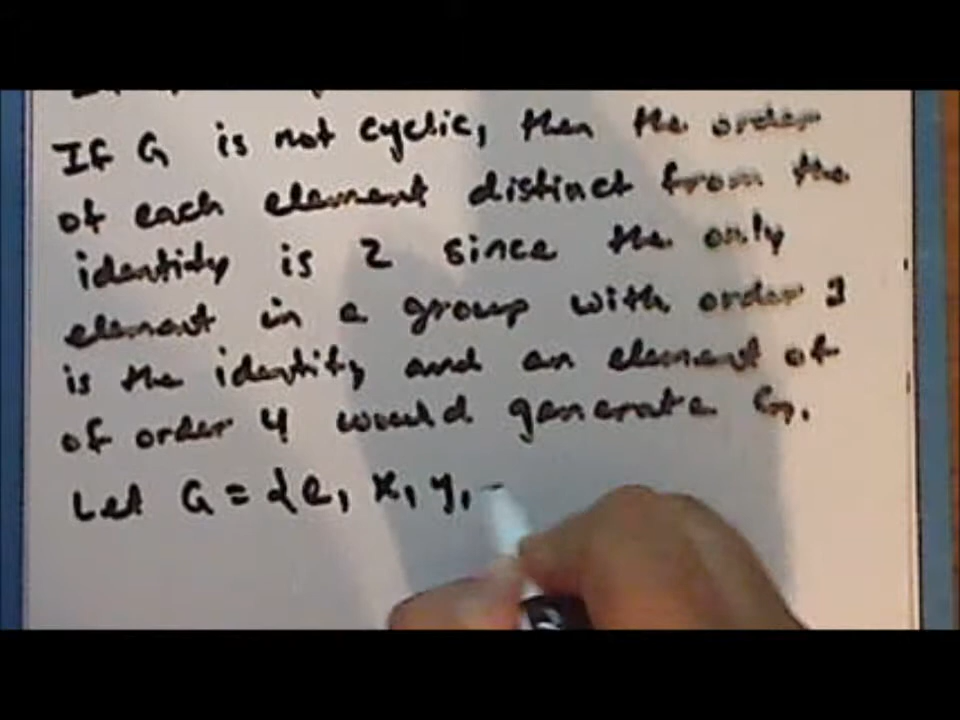 If G is not cyclic, then the order
of each element distinct from the
identity is 2 since the only
element in a group with order 1
is the identity and an element of
of order 4 would generate G.
Let G = {e, x, y,